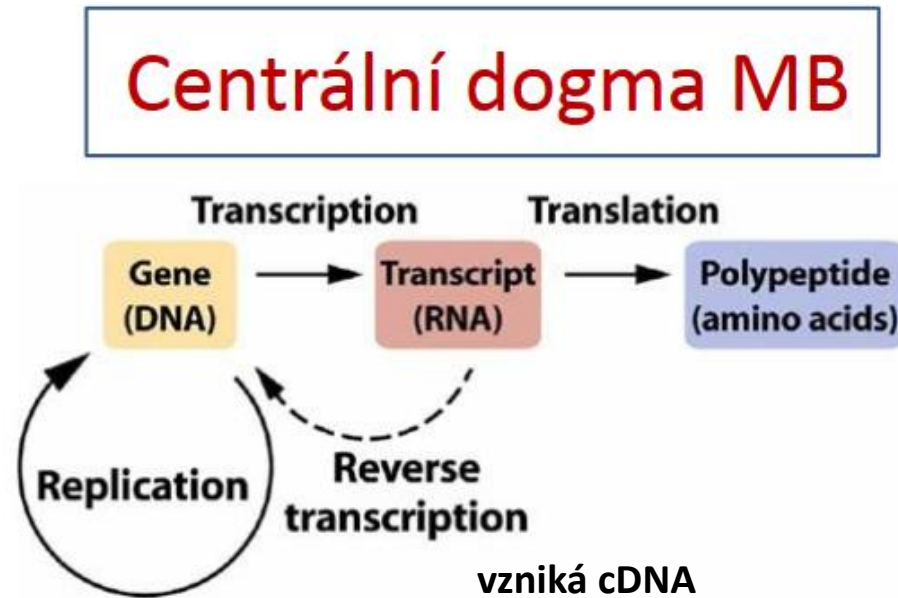 Centrální dogma MB
Transcription
Translation
Gene
(DNA)
Transcript
(RNA)
Polypeptide
(amino acids)
Replication
Reverse
transcription
vzniká cDNA